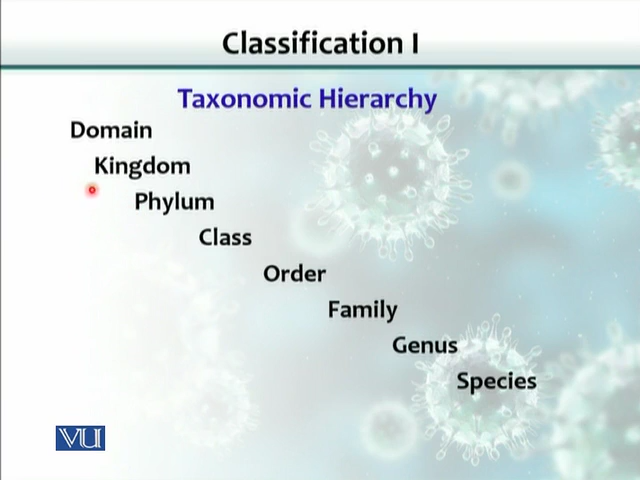 Classification I
Taxonomic Hierarchy
Domain
Kingdom
Phylum
Class
Order
Family
Genus
Species
VU